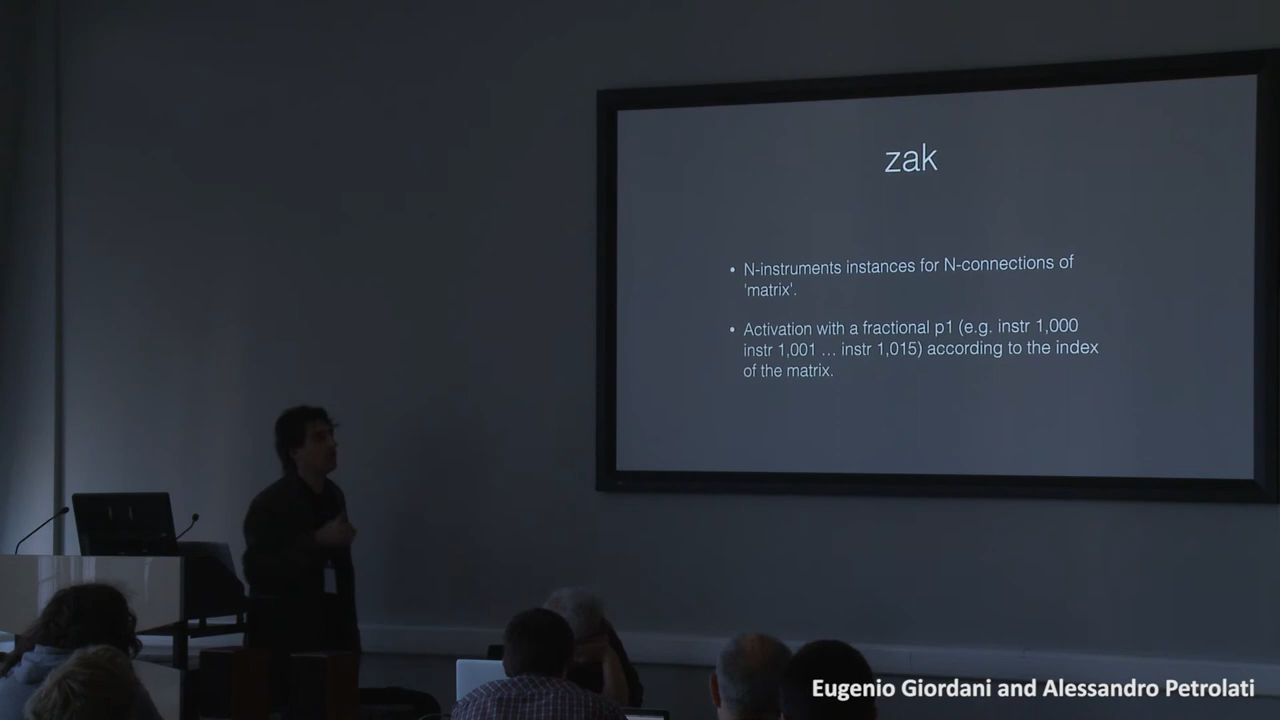 zak
• N-instruments instances for N-connections of
'matrix'.
• Activation with a fractional p1 (e.g. instr 1,000
instr 1,001 ... instr 1,015) according to the index
of the matrix.
Eugenio Giordani and Alessandro Petrolati